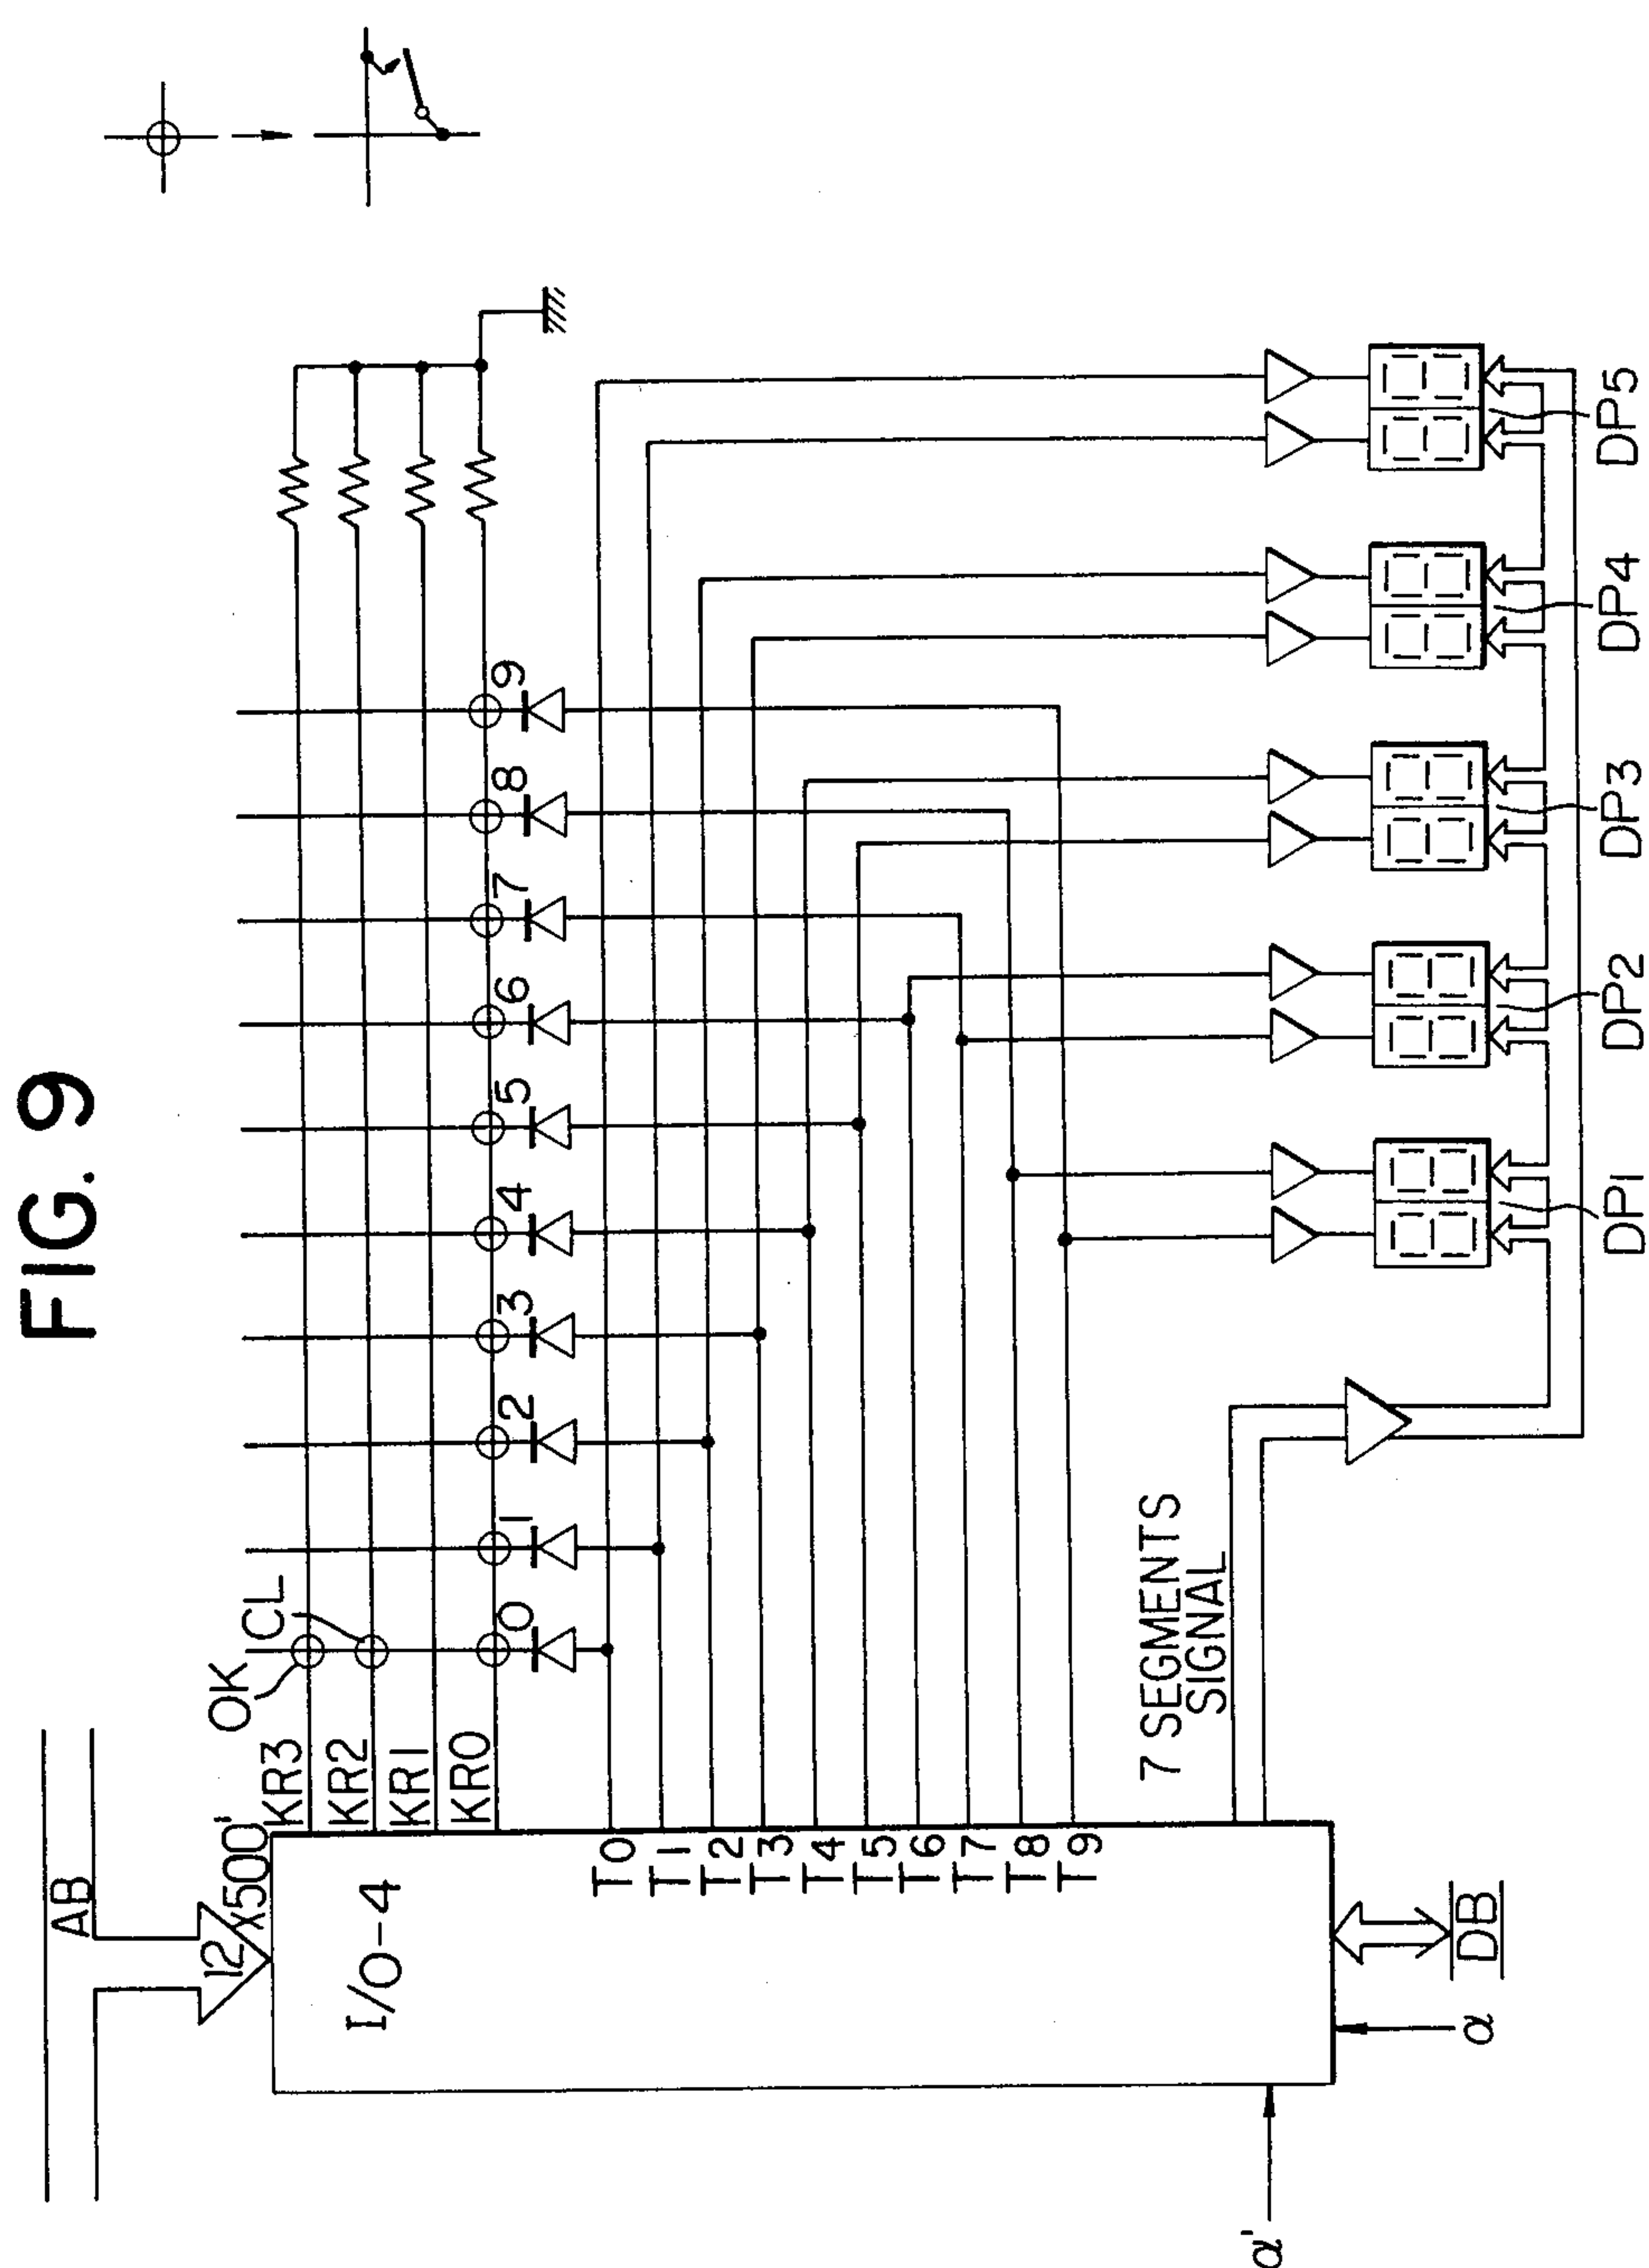 FIG. 9
AB
12
X500'
I/O-4
OK
CL
KR3
KR2
KR1
KR0
0 1 2 3 4 5 6 7 8 9
T0
T1
T2
T3
T4
T5
T6
T7
T8
T9
7 SEGMENTS
SIGNAL
DP1 DP2 DP3 DP4 DP5
DB
α
α'